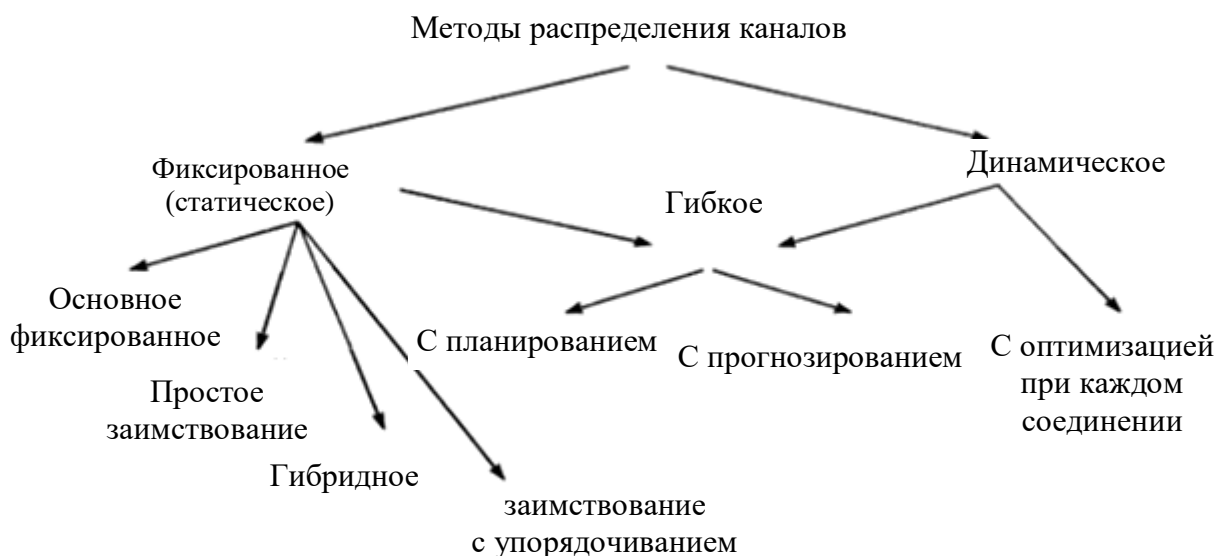 Методы распределения каналов
Фиксированное
(статическое)
Динамическое
Гибкое
Основное
фиксированное
С планированием
С прогнозированием
С оптимизацией
при каждом
соединении
Простое
заимствование
Гибридное
заимствование
с упорядочиванием